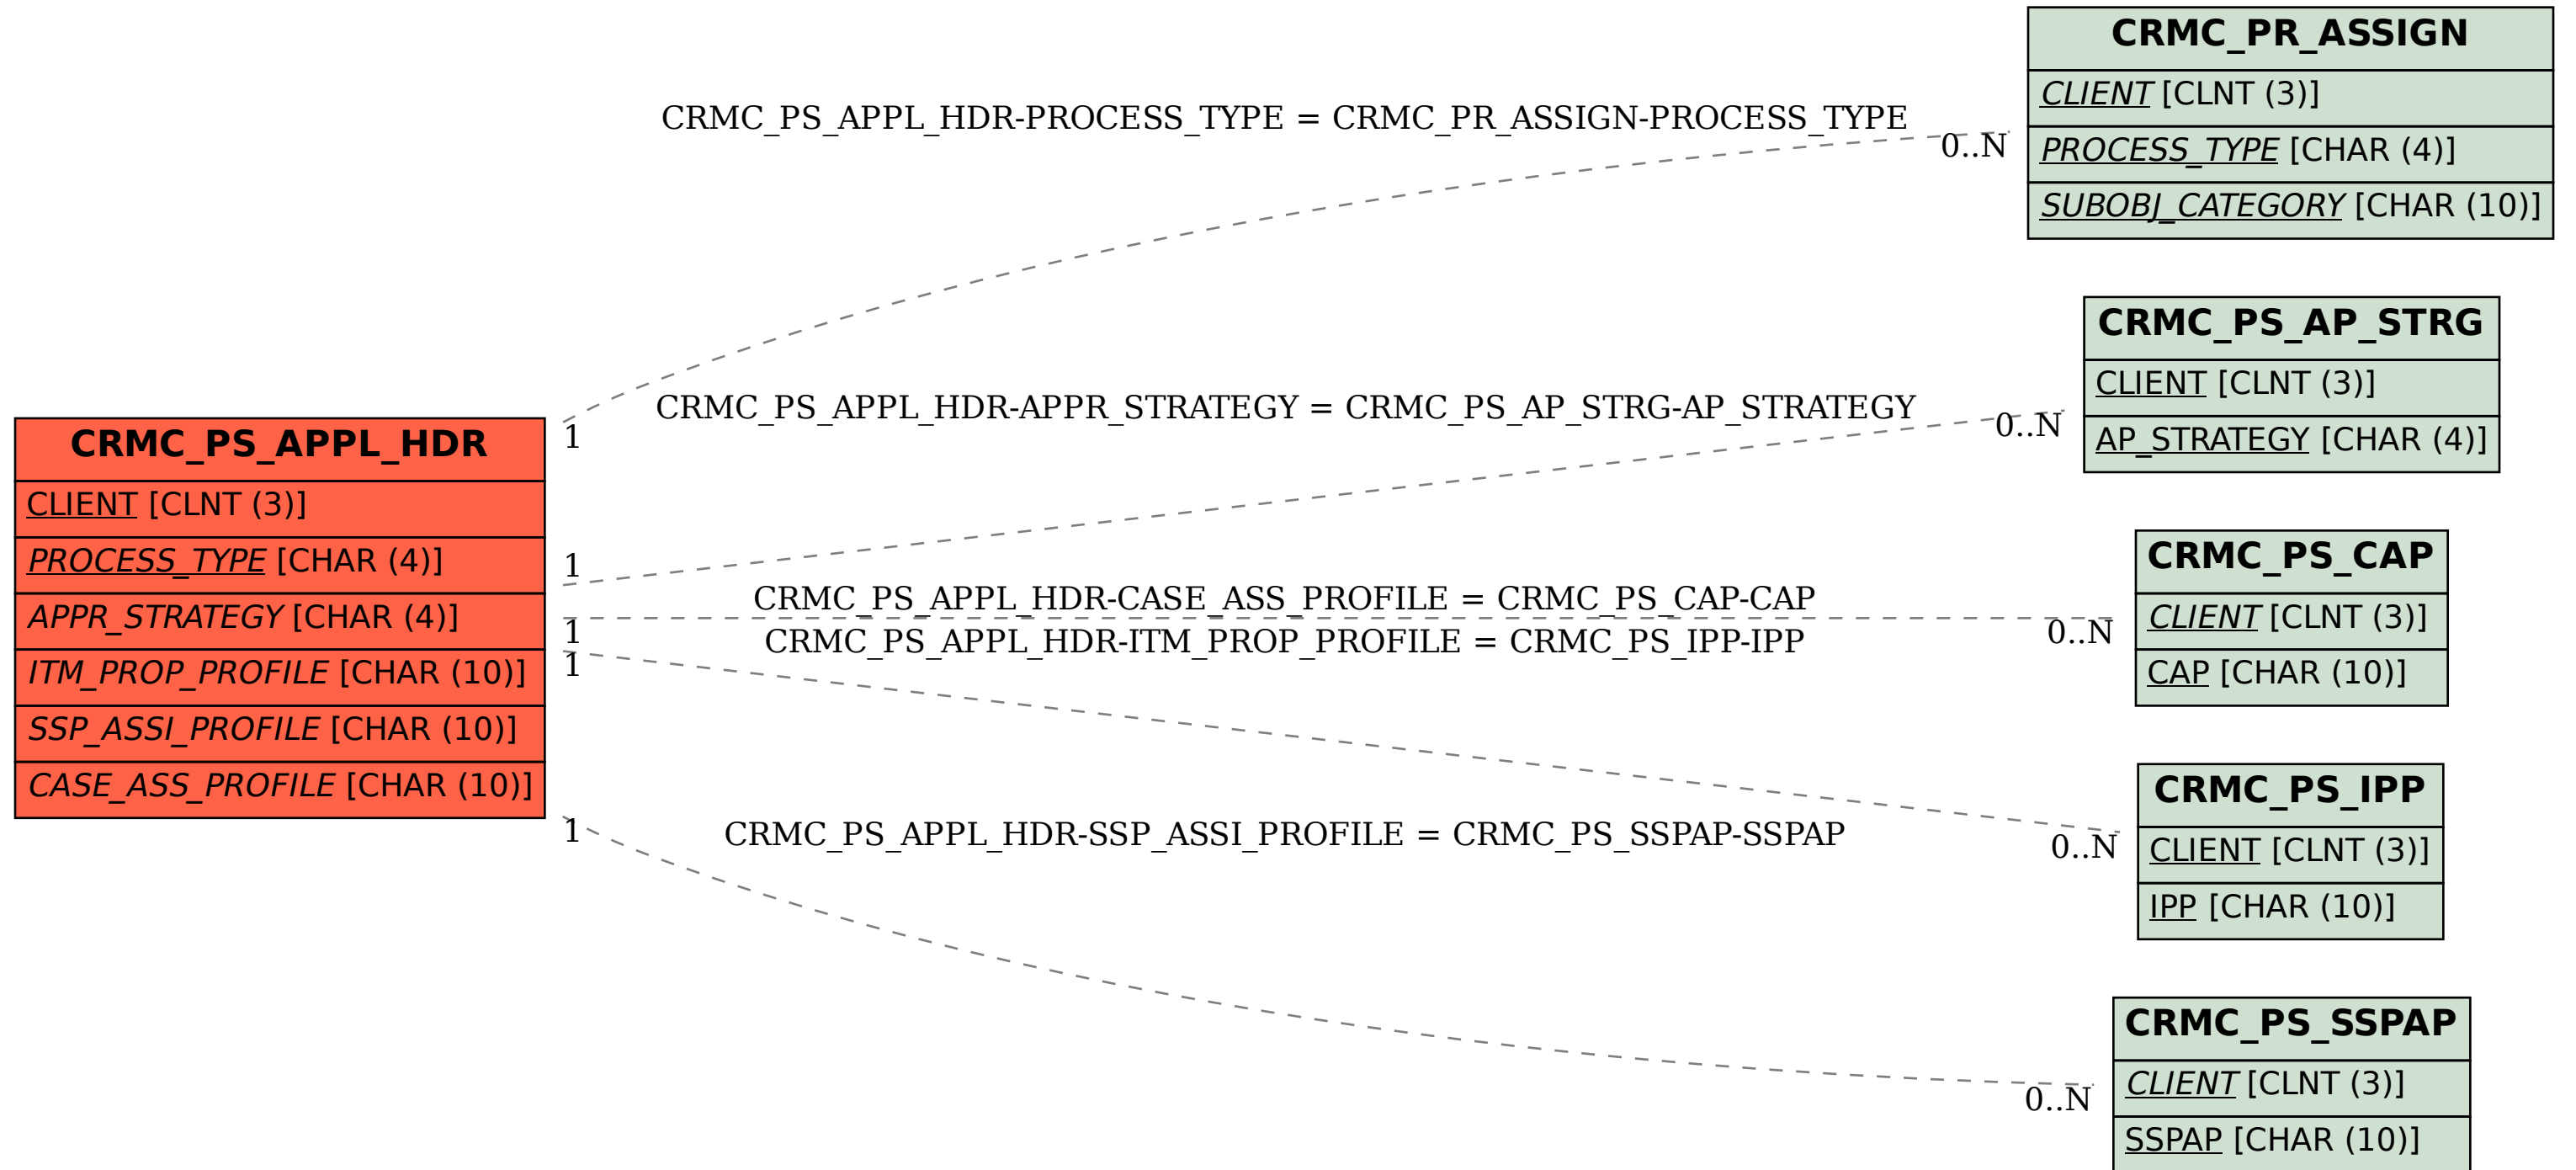 CRMC_PS_APPL_HDR
CLIENT [CLNT (3)]
PROCESS_TYPE [CHAR (4)]
APPR_STRATEGY [CHAR (4)]
ITM_PROP_PROFILE [CHAR (10)]
SSP_ASSI_PROFILE [CHAR (10)]
CASE_ASS_PROFILE [CHAR (10)]
CRMC_PS_APPL_HDR-PROCESS_TYPE = CRMC_PR_ASSIGN-PROCESS_TYPE
1
0..N
CRMC_PS_APPL_HDR-APPR_STRATEGY = CRMC_PS_AP_STRG-AP_STRATEGY
1
0..N
CRMC_PS_APPL_HDR-CASE_ASS_PROFILE = CRMC_PS_CAP-CAP
1
0..N
CRMC_PS_APPL_HDR-ITM_PROP_PROFILE = CRMC_PS_IPP-IPP
1
0..N
CRMC_PS_APPL_HDR-SSP_ASSI_PROFILE = CRMC_PS_SSPAP-SSPAP
1
0..N
CRMC_PR_ASSIGN
CLIENT [CLNT (3)]
PROCESS_TYPE [CHAR (4)]
SUBOBJ_CATEGORY [CHAR (10)]
CRMC_PS_AP_STRG
CLIENT [CLNT (3)]
AP_STRATEGY [CHAR (4)]
CRMC_PS_CAP
CLIENT [CLNT (3)]
CAP [CHAR (10)]
CRMC_PS_IPP
CLIENT [CLNT (3)]
IPP [CHAR (10)]
CRMC_PS_SSPAP
CLIENT [CLNT (3)]
SSPAP [CHAR (10)]